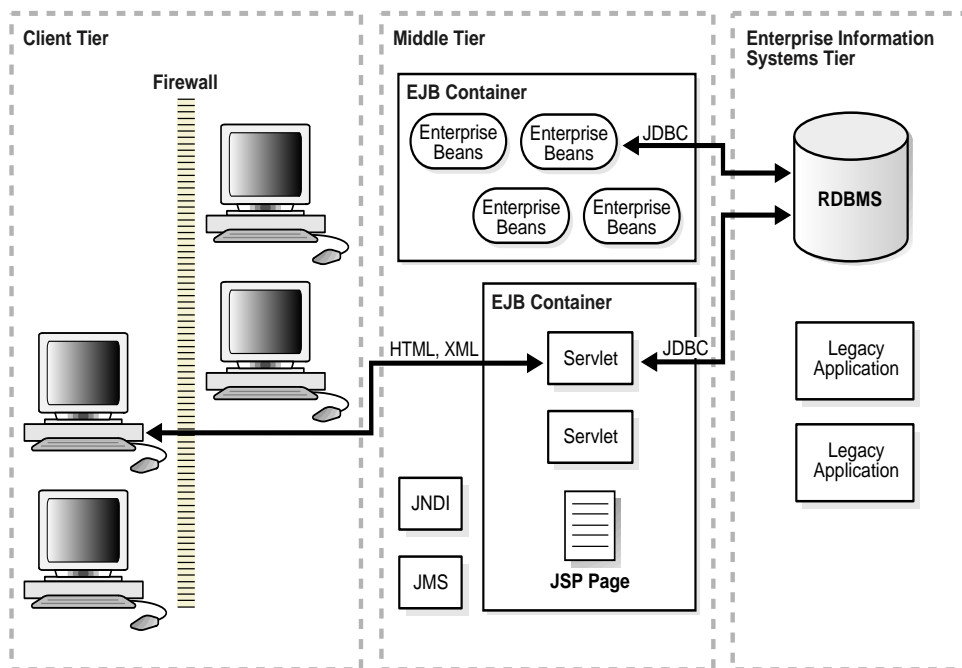 Client Tier
Firewall
Middle Tier
EJB Container
Enterprise
Beans
Enterprise
Beans
JDBC
Enterprise
Beans
Enterprise
Beans
EJB Container
HTML, XML
Servlet
JDBC
Servlet
JNDI
JMS
JSP Page
Enterprise Information
Systems Tier
RDBMS
Legacy
Application
Legacy
Application